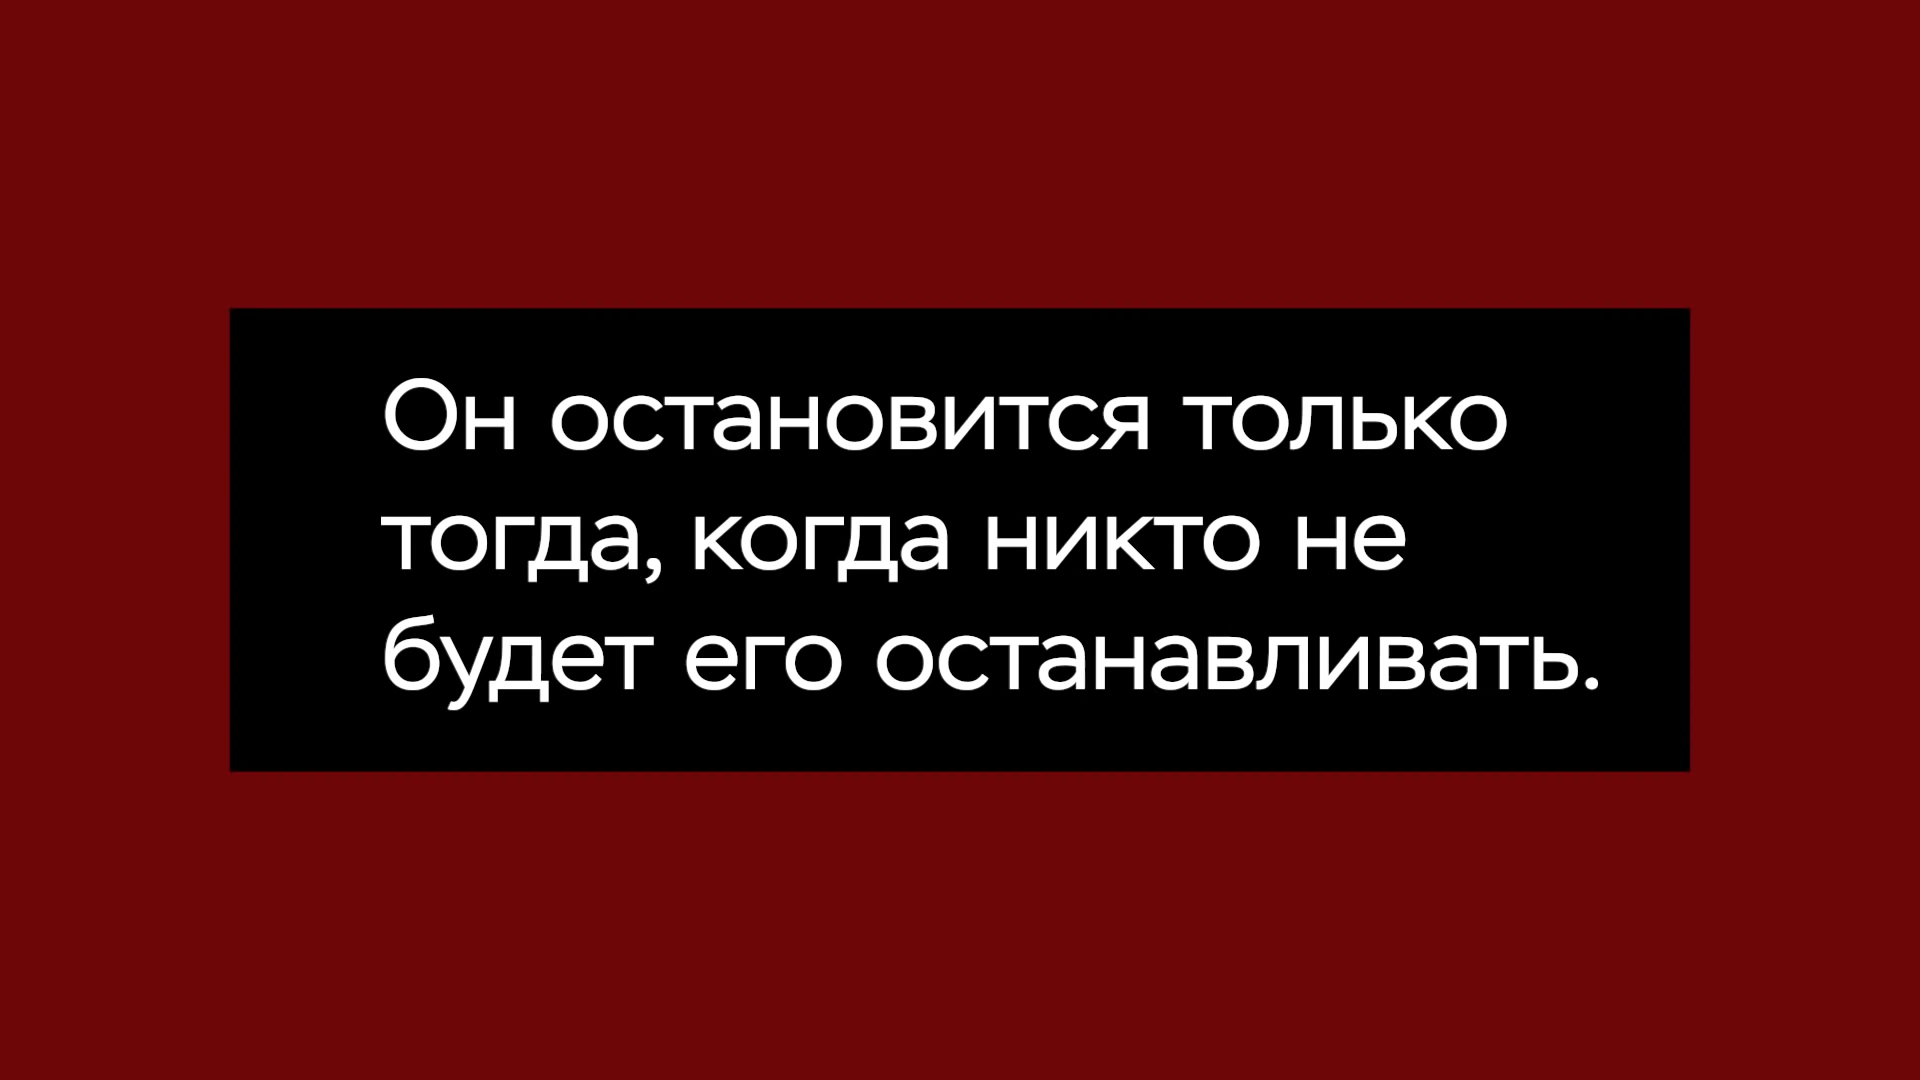 Он остановится только
тогда, когда никто не
будет его останавливать.